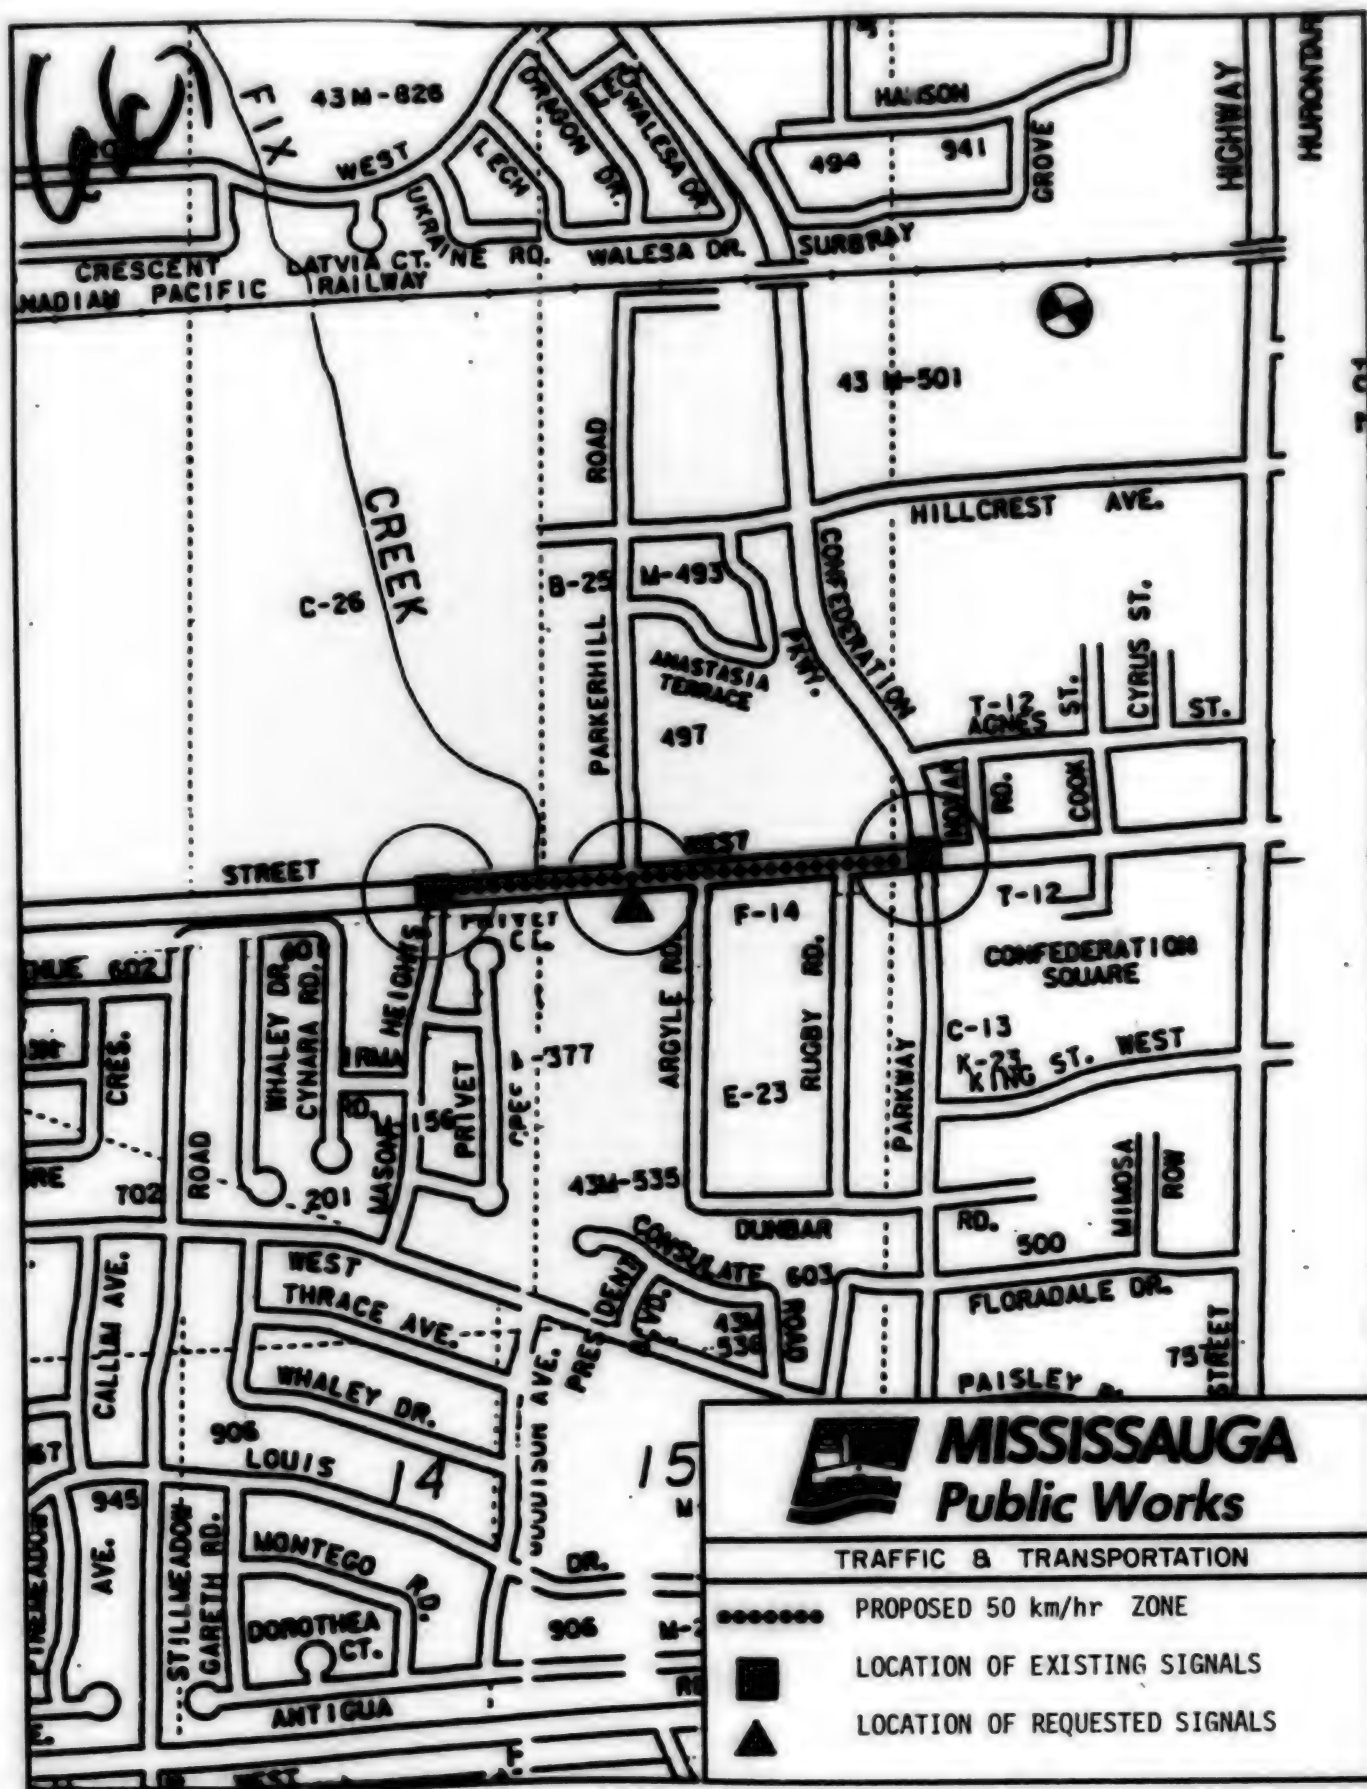 43M-826
FIX
WEST
DRAGON DR.
WALESA DR.
LECH
UKRAINE RD.
LATVIA CT.
WALESA DR.
CRESCENT
NADIAN PACIFIC RAILWAY
HANSON
494
941
GROVE
SURBRAY
HIGHWAY
HURONTAR
43 M-501
ROAD
CREEK
HILLCREST AVE.
C-26
B-25
M-493
CONFEDERATION
PKWY.
PARKERHILL
ANASTASIA
TERRACE
497
T-12
AGNES
ST.
CYRUS ST.
ST.
NOVAR
RD.
COOK
STREET
WEST
T-12
F-14
PRIVET
CONFEDERATION
SQUARE
602
WHALEY DR.
CYNARA RD.
HEIGHTS
ARGYLE RD.
RUGBY RD.
PARKWAY
C-13
K-23
KING ST. WEST
CRES.
IRMA
RD.
-377
156
PRIVET
E-23
ROAD
702
201
43M-535
DUNBAR
RD.
MIMOSA
ROW
500
CONSULATE
603
ROAD
FLORADALE DR.
CALLUM AVE.
WEST
THRACE AVE.
PRESIDENT
BLVD.
43M
536
757
STREET
PAISLEY
WHALEY DR.
906
LOUIS
14
15
945
AVE.
STILLMEADOW
GARETH RD.
MONTEGO
RD.
DR.
DOROTHEA
CT.
906
ANTIGUA
WEST
MISSISSAUGA
Public Works
TRAFFIC & TRANSPORTATION
PROPOSED 50 km/hr ZONE
LOCATION OF EXISTING SIGNALS
LOCATION OF REQUESTED SIGNALS